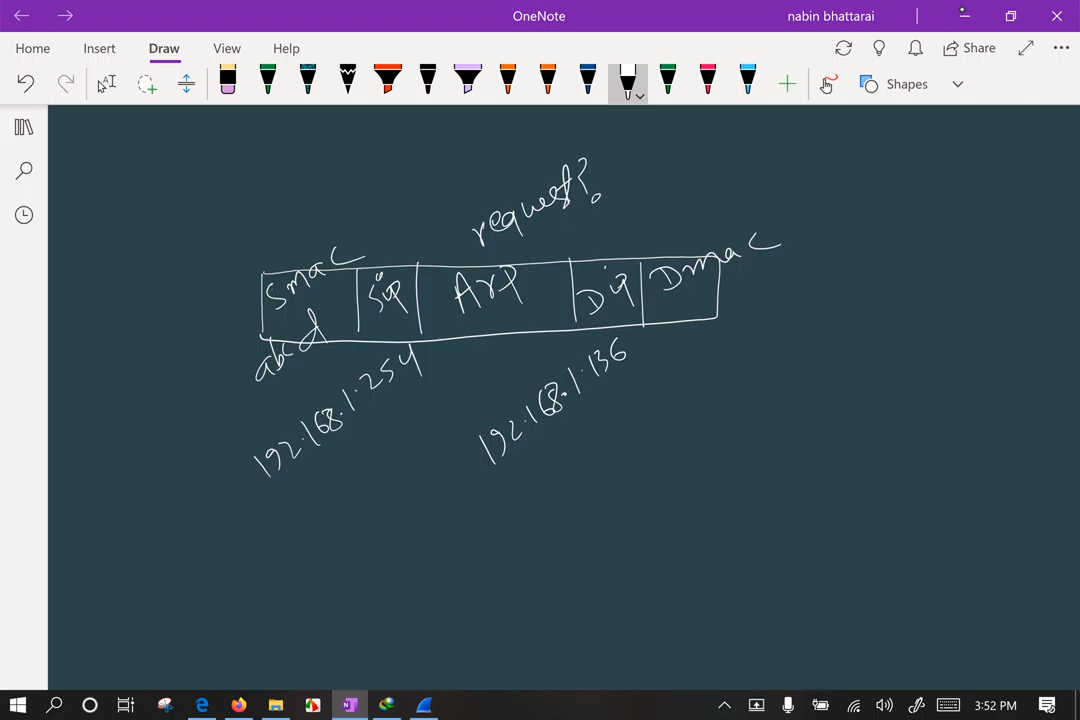 OneNote
nabin bhattarai
Home Insert Draw View Help
Share
Shapes
request?
Smac Sip Arp Dip Dmac
abcd
192.168.1.254
192.168.1.136
3:52 PM